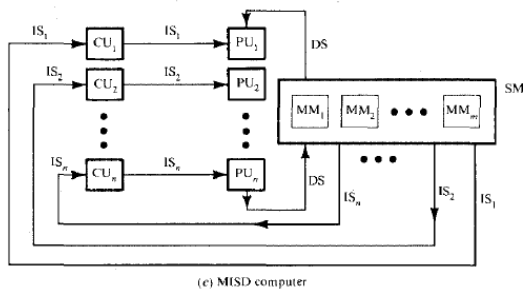 IS₁ CU₁ IS₁ PU₁ DS
IS₂ CU₂ IS₂ PU₂ SM
MM₁ MM₂ MMₘ
ISₙ CUₙ ISₙ PUₙ DS ISₙ IS₂ IS₁
(e) MISD computer